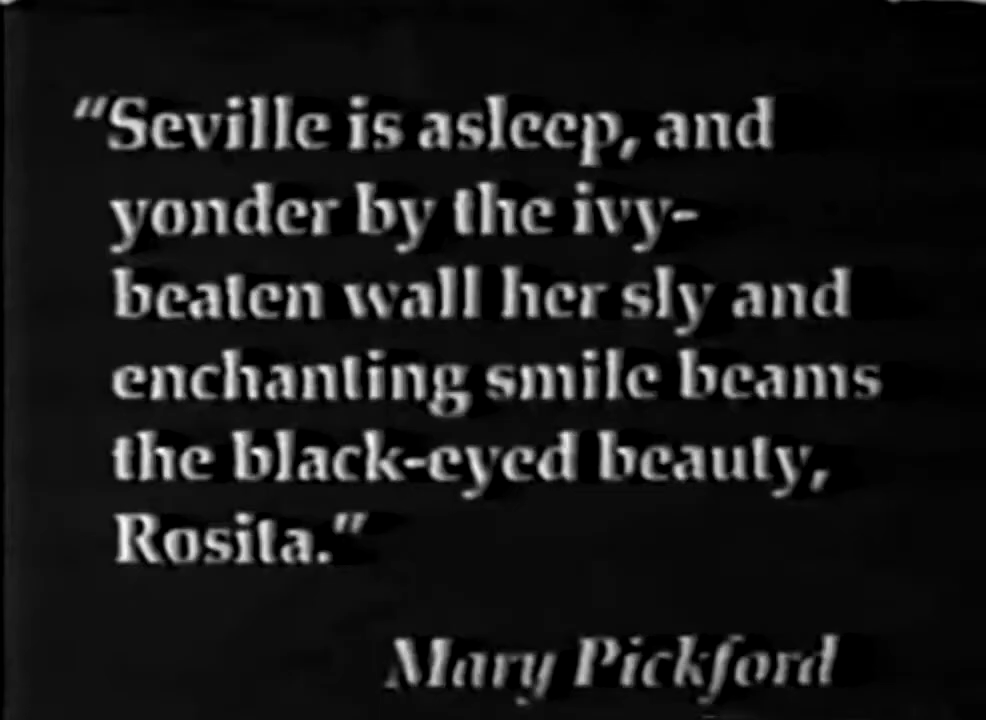 “Seville is asleep, and
yonder by the ivy-
beaten wall her sly and
enchanting smile beams
the black-eyed beauty,
Rosita.”
Mary Pickford